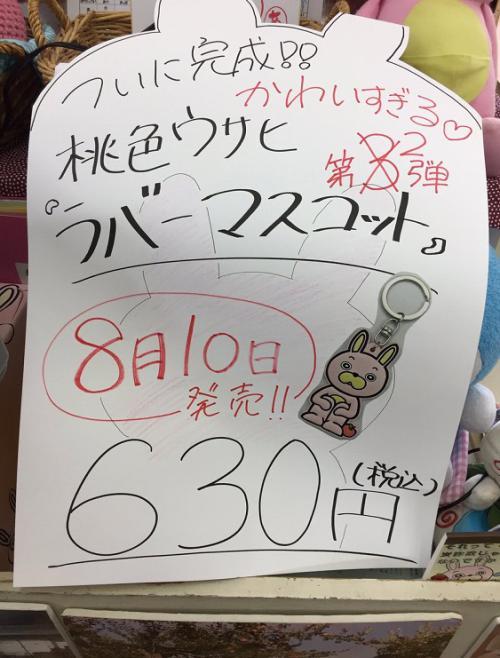 ついに完成!!
かわいすぎる♡
桃色ウサヒ
第2弾
『ラバーマスコット』
8月10日
発売!!
630円
(税込)